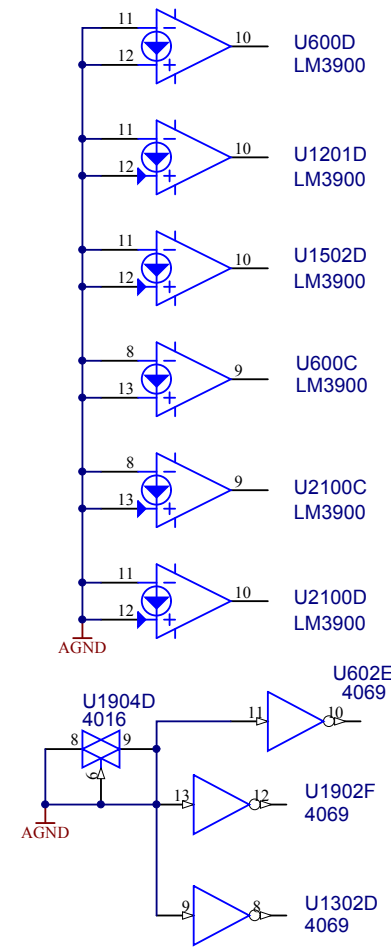 11
12
10
U600D
LM3900
11
12
10
U1201D
LM3900
11
12
10
U1502D
LM3900
8
13
9
U600C
LM3900
8
13
9
U2100C
LM3900
11
12
10
U2100D
LM3900
AGND
U1904D
4016
8
9
6
AGND
U602E
4069
11
10
U1902F
4069
13
12
U1302D
4069
9
8